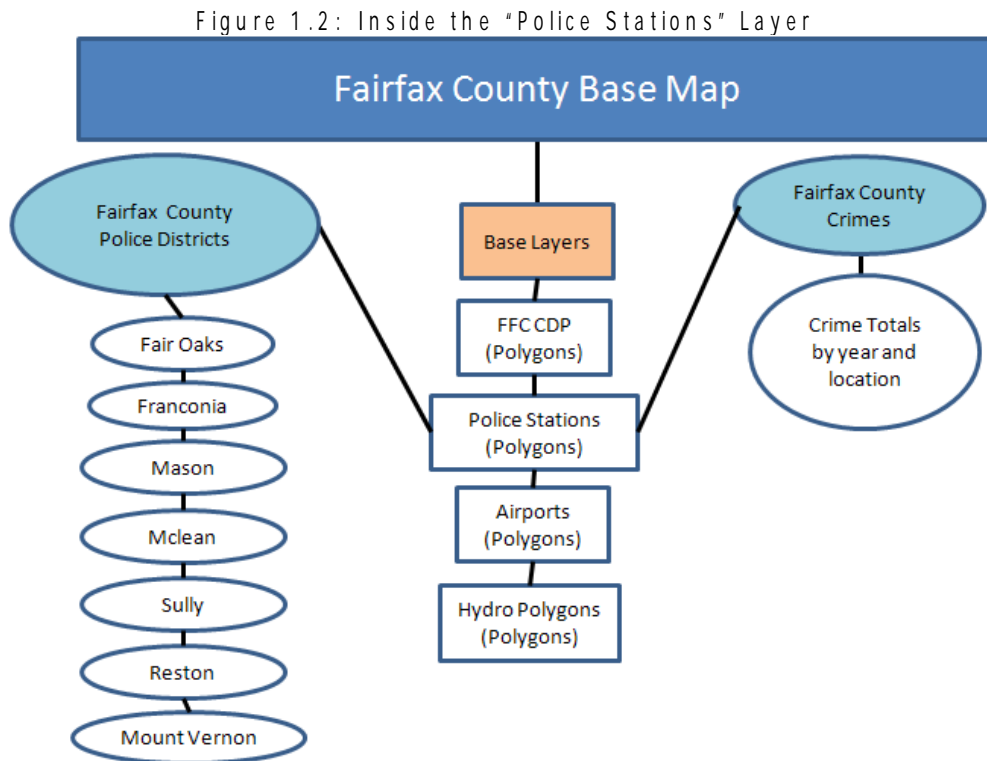 Figure 1.2: Inside the "Police Stations" Layer
Fairfax County Base Map
Fairfax County
Police Districts
Fair Oaks
Franconia
Mason
Mclean
Sully
Reston
Mount Vernon
Base Layers
FFC CDP
(Polygons)
Police Stations
(Polygons)
Airports
(Polygons)
Hydro Polygons
(Polygons)
Fairfax County
Crimes
Crime Totals
by year and
location